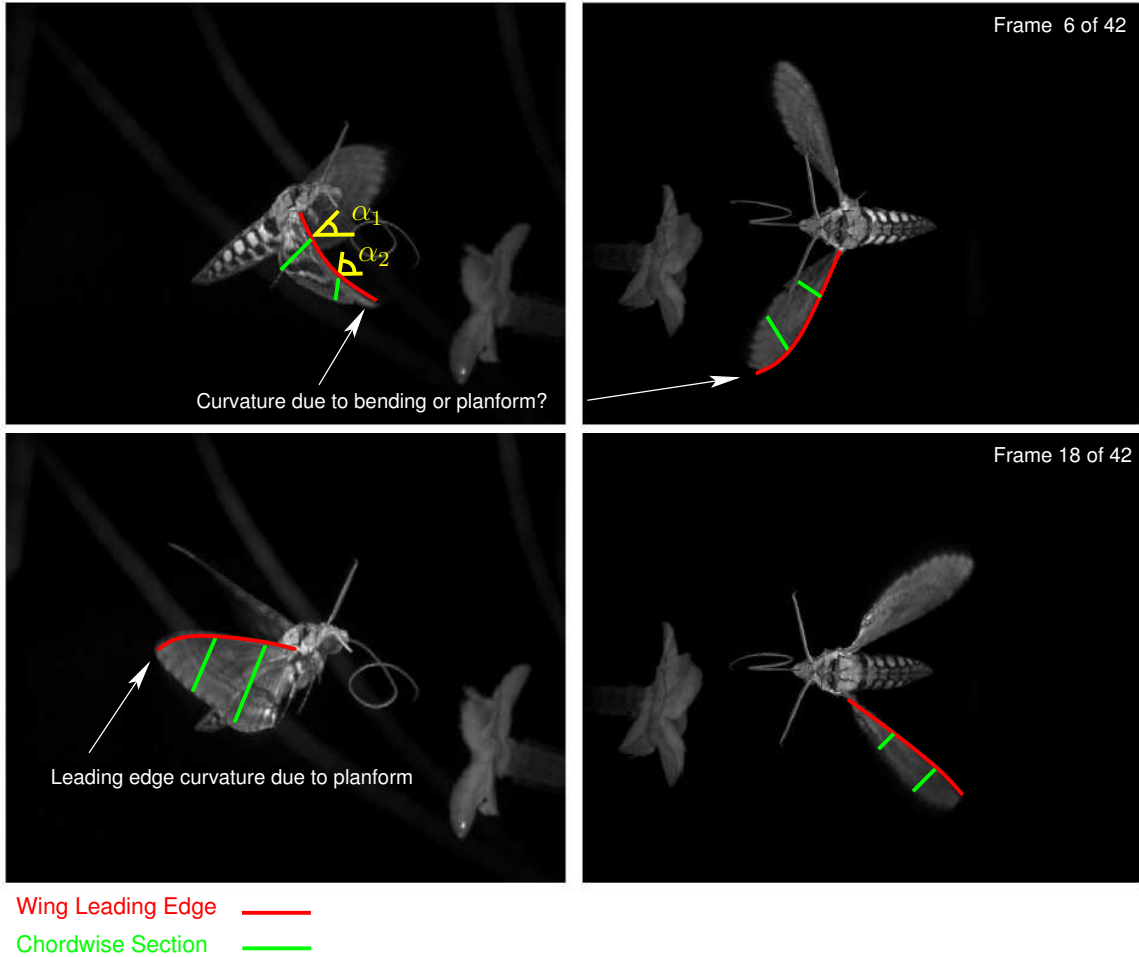 Frame 6 of 42
α₁
α₂
Curvature due to bending or planform?
Frame 18 of 42
Leading edge curvature due to planform
Wing Leading Edge
Chordwise Section